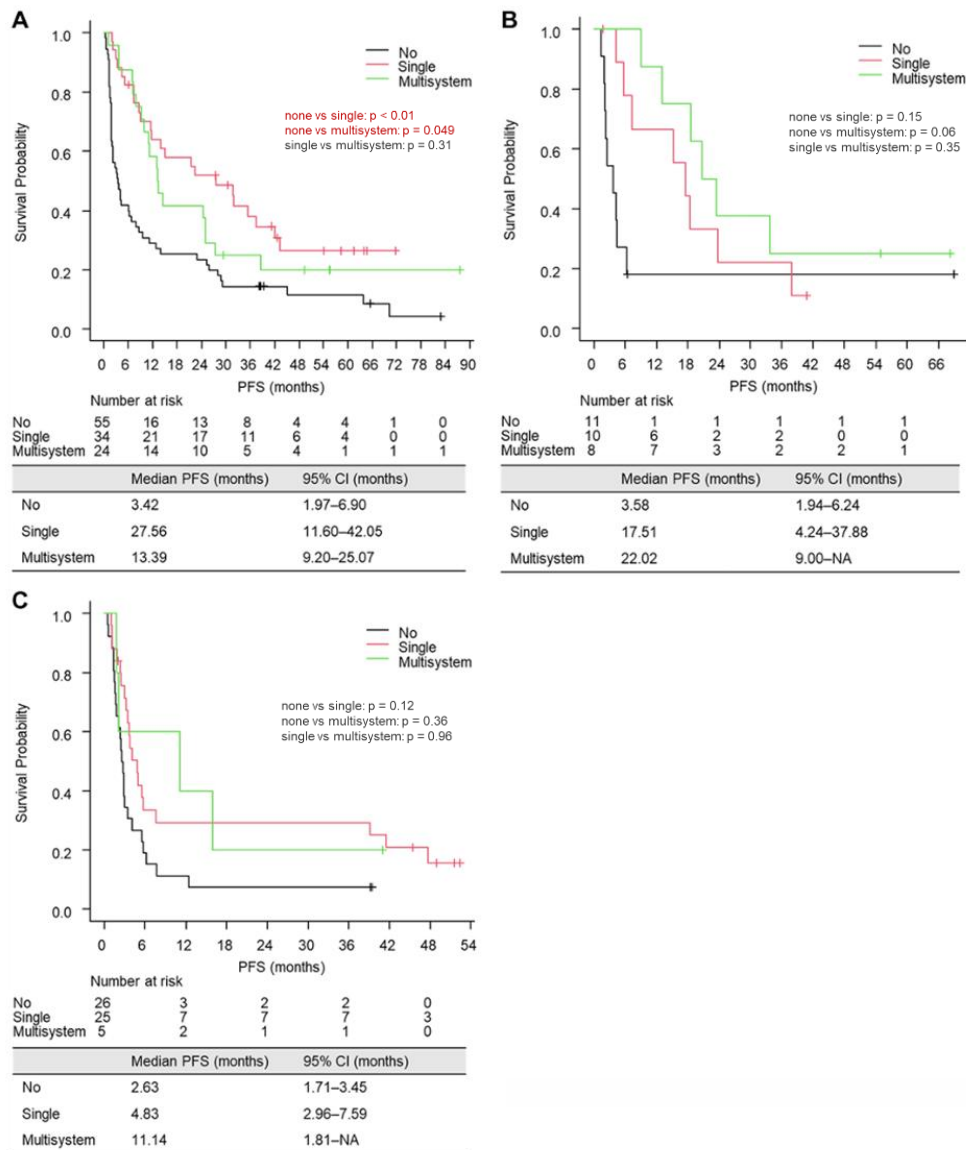 A
1.0
0.8
0.6
0.4
0.2
0.0
Survival Probability
No
Single
Multisystem
none vs single: p < 0.01
none vs multisystem: p = 0.049
single vs multisystem: p = 0.31
0 6 12 18 24 30 36 42 48 54 60 66 72 78 84 90
PFS (months)
Number at risk
No 55 16 13 8 4 4 1 0
Single 34 21 17 11 6 4 0 0
Multisystem 24 14 10 5 4 1 1 1
Median PFS (months) 95% CI (months)
No 3.42 1.97–6.90
Single 27.56 11.60–42.05
Multisystem 13.39 9.20–25.07
B
1.0
0.8
0.6
0.4
0.2
0.0
Survival Probability
No
Single
Multisystem
none vs single: p = 0.15
none vs multisystem: p = 0.06
single vs multisystem: p = 0.35
0 6 12 18 24 30 36 42 48 54 60 66
PFS (months)
Number at risk
No 11 1 1 1 1 1
Single 10 6 2 2 0 0
Multisystem 8 7 3 2 2 1
Median PFS (months) 95% CI (months)
No 3.58 1.94–6.24
Single 17.51 4.24–37.88
Multisystem 22.02 9.00–NA
C
1.0
0.8
0.6
0.4
0.2
0.0
Survival Probability
No
Single
Multisystem
none vs single: p = 0.12
none vs multisystem: p = 0.36
single vs multisystem: p = 0.96
0 6 12 18 24 30 36 42 48 54
PFS (months)
Number at risk
No 26 3 2 2 0
Single 25 7 7 7 3
Multisystem 5 2 1 1 0
Median PFS (months) 95% CI (months)
No 2.63 1.71–3.45
Single 4.83 2.96–7.59
Multisystem 11.14 1.81–NA